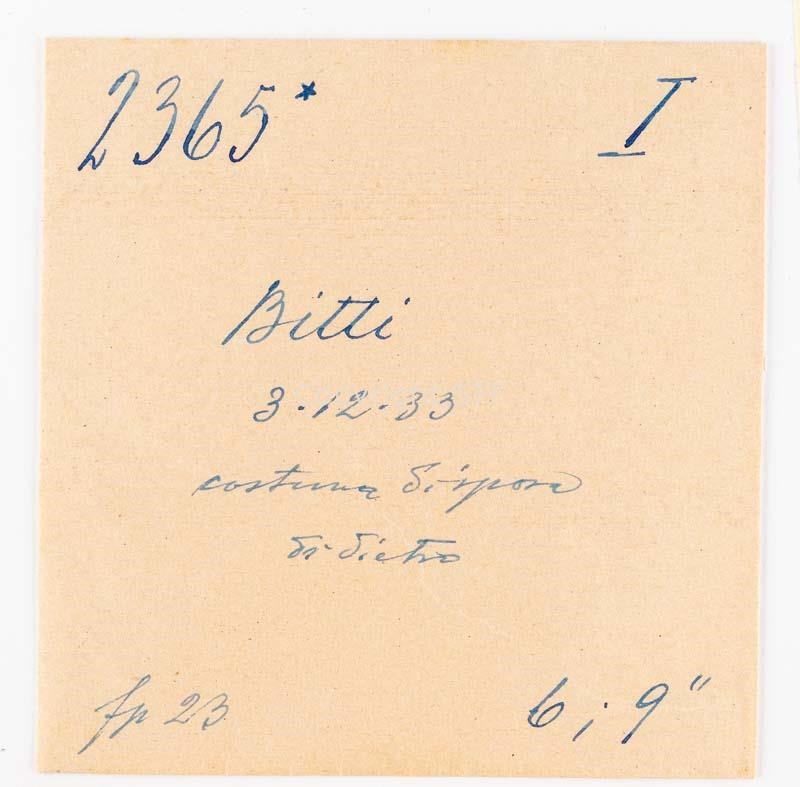 2365* I
Bitti
3.12.33
costume di sposa
di dietro
fp 23 6; 9"